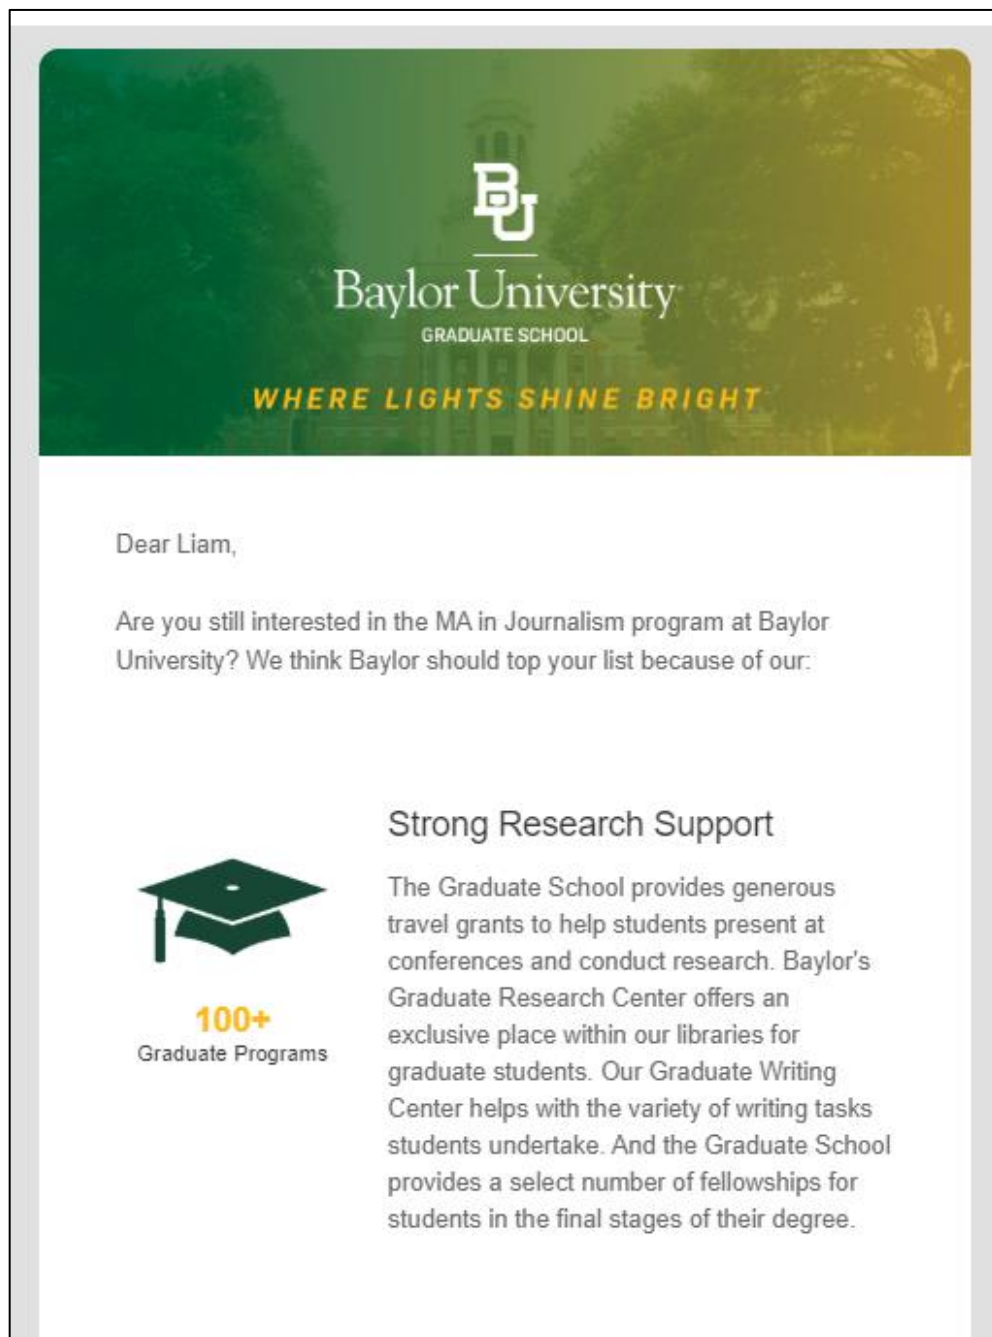 BU
Baylor University
GRADUATE SCHOOL
WHERE LIGHTS SHINE BRIGHT
Dear Liam,
Are you still interested in the MA in Journalism program at Baylor
University? We think Baylor should top your list because of our:
100+
Graduate Programs
Strong Research Support
The Graduate School provides generous
travel grants to help students present at
conferences and conduct research. Baylor's
Graduate Research Center offers an
exclusive place within our libraries for
graduate students. Our Graduate Writing
Center helps with the variety of writing tasks
students undertake. And the Graduate School
provides a select number of fellowships for
students in the final stages of their degree.